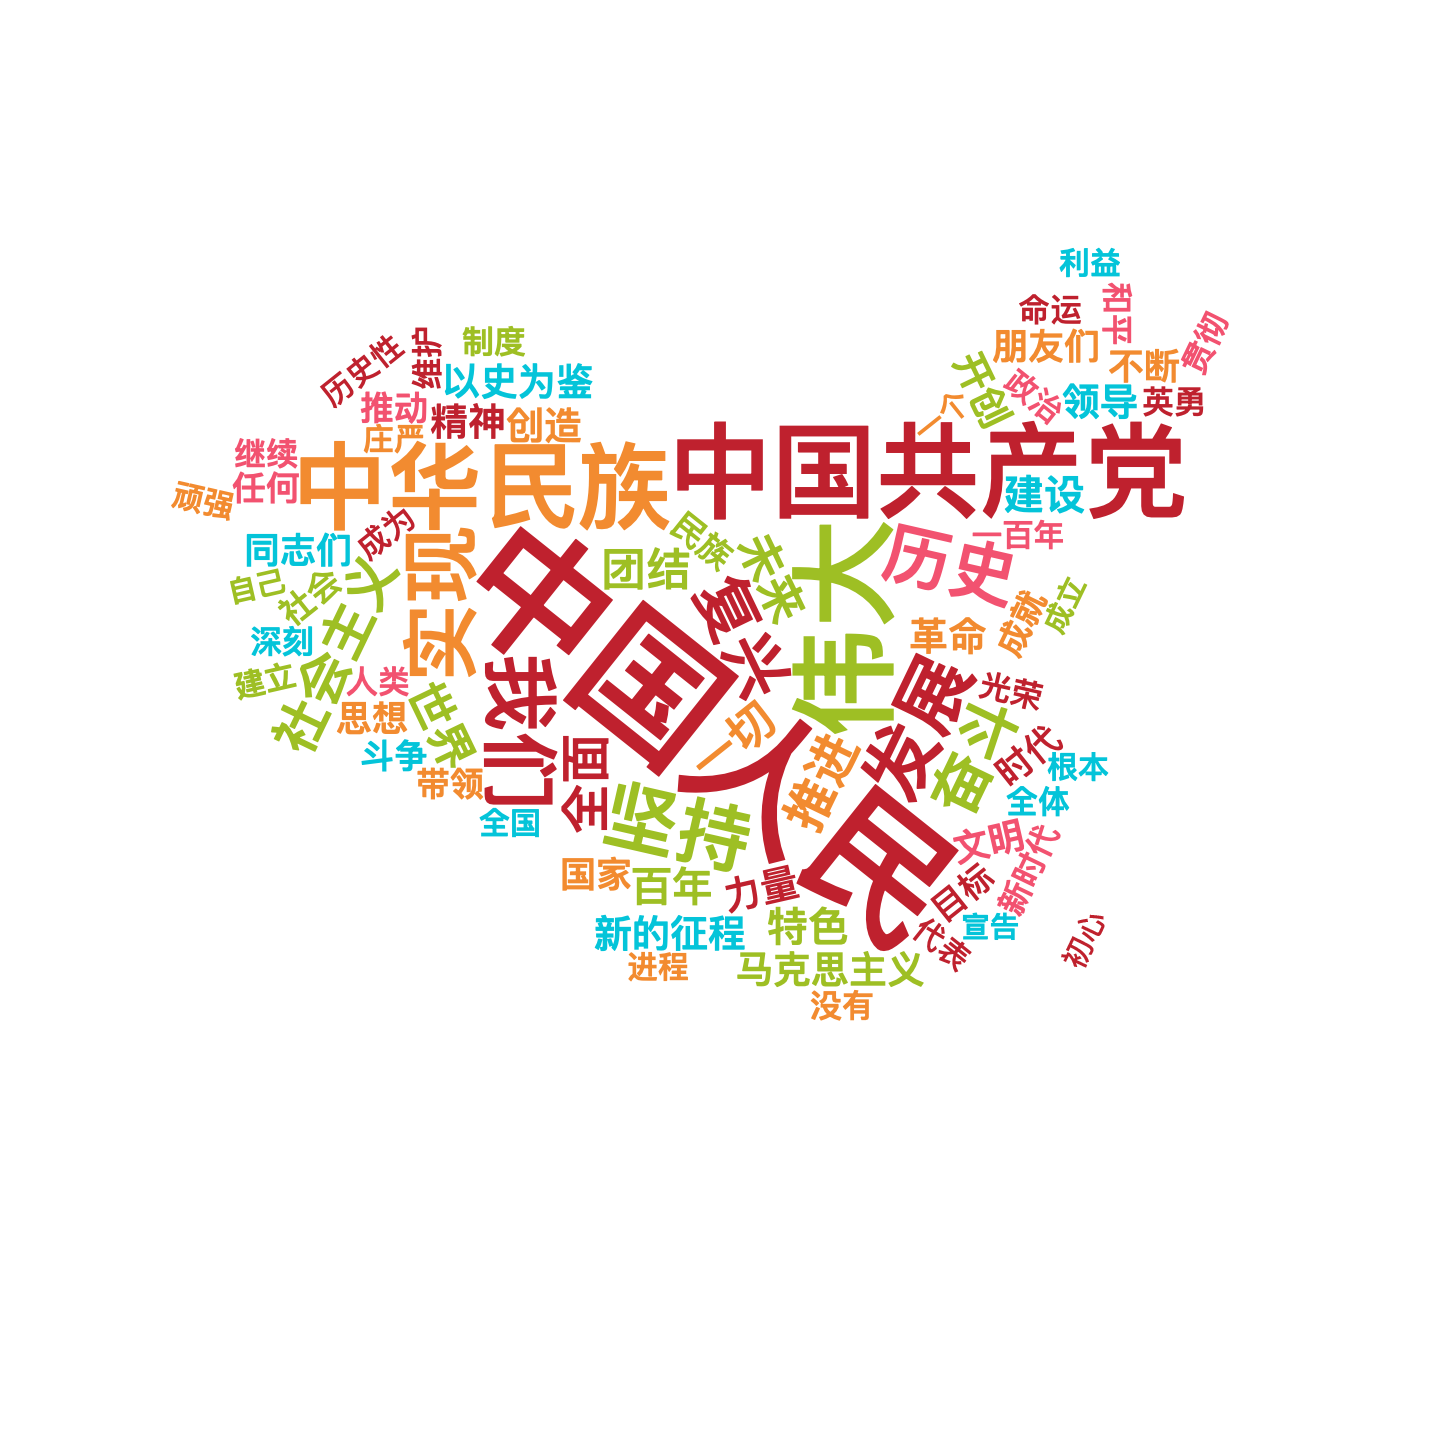 利益
命运
和平
贯彻
朋友们
不断
开创
政治
领导
英勇
一个
历史性
维护
制度
以史为鉴
推动
精神
创造
庄严
继续
任何
顽强
中华民族
中国共产党
建设
一百年
同志们
成为
实现
民族
团结
未来
伟大
历史
自己
社会
社会主义
深刻
建立
人类
思想
世界
斗争
带领
全国
中国人民
我们
全面
复兴
一切
坚持
推进
发展
革命
成就
成立
光荣
奋斗
时代
根本
全体
文明
新时代
目标
代表
宣告
初心
国家
百年
力量
新的征程
特色
进程
马克思主义
没有